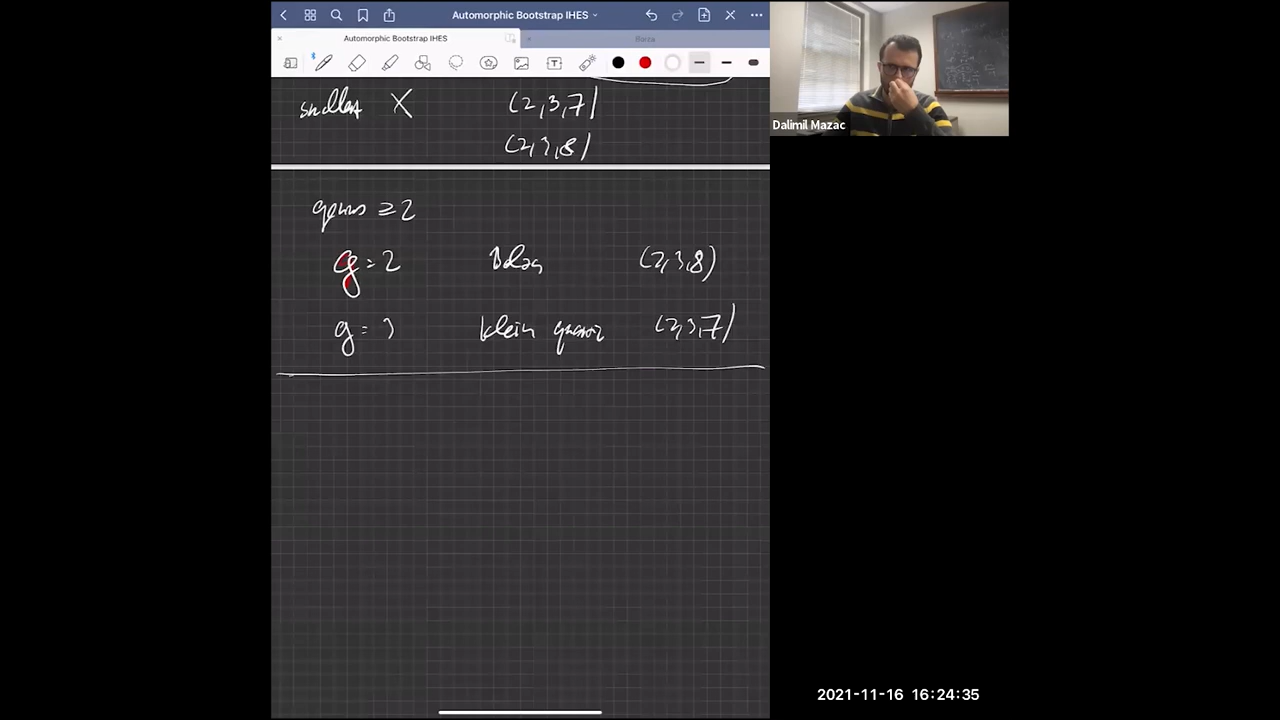 Automorphic Bootstrap IHES
Automorphic Bootstrap IHES
smallest X (2,3,7)
(2,3,8)
genus ≥ 2
g = 2 Bolza (2,3,8)
g = 3 Klein quartic (2,3,7)
Dalimil Mazac
2021-11-16 16:24:35